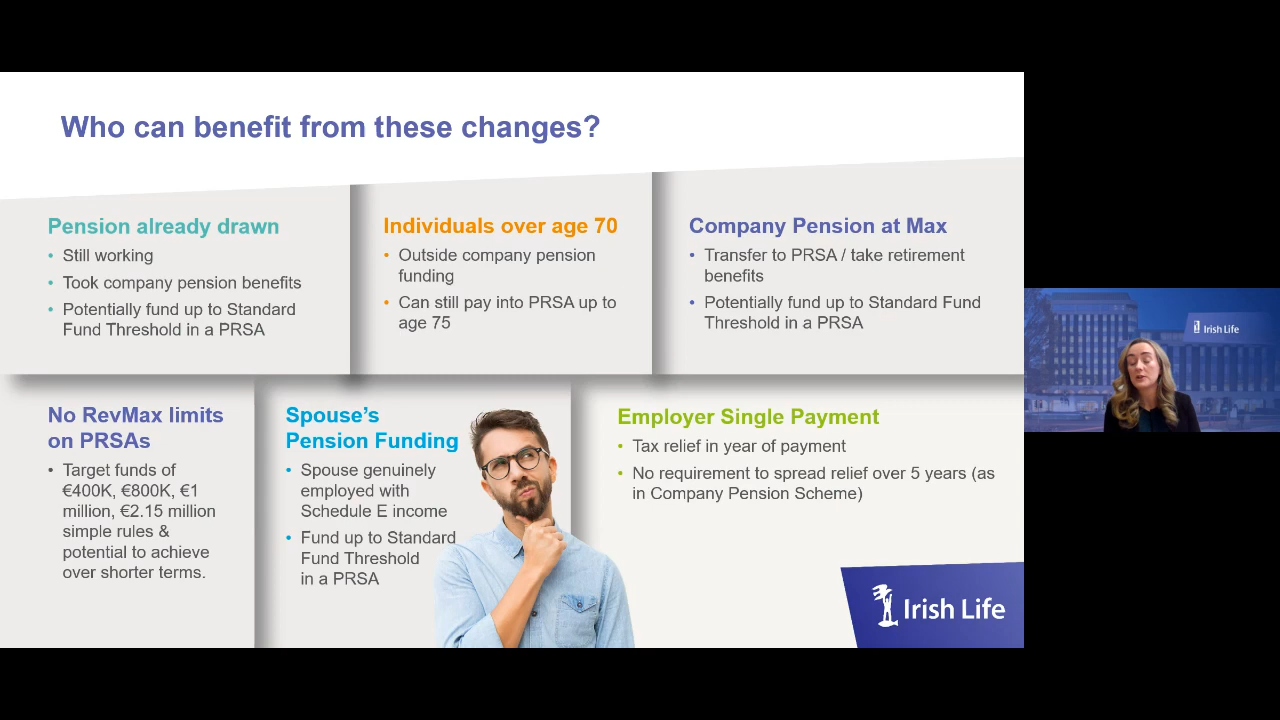 Who can benefit from these changes?
Pension already drawn
• Still working
• Took company pension benefits
• Potentially fund up to Standard
Fund Threshold in a PRSA
Individuals over age 70
• Outside company pension
funding
• Can still pay into PRSA up to
age 75
Company Pension at Max
• Transfer to PRSA / take retirement
benefits
• Potentially fund up to Standard Fund
Threshold in a PRSA
No RevMax limits
on PRSAs
• Target funds of
€400K, €800K, €1
million, €2.15 million
simple rules &
potential to achieve
over shorter terms.
Spouse's
Pension Funding
• Spouse genuinely
employed with
Schedule E income
• Fund up to Standard
Fund Threshold
in a PRSA
Employer Single Payment
• Tax relief in year of payment
• No requirement to spread relief over 5 years (as
in Company Pension Scheme)
Irish Life
Irish Life